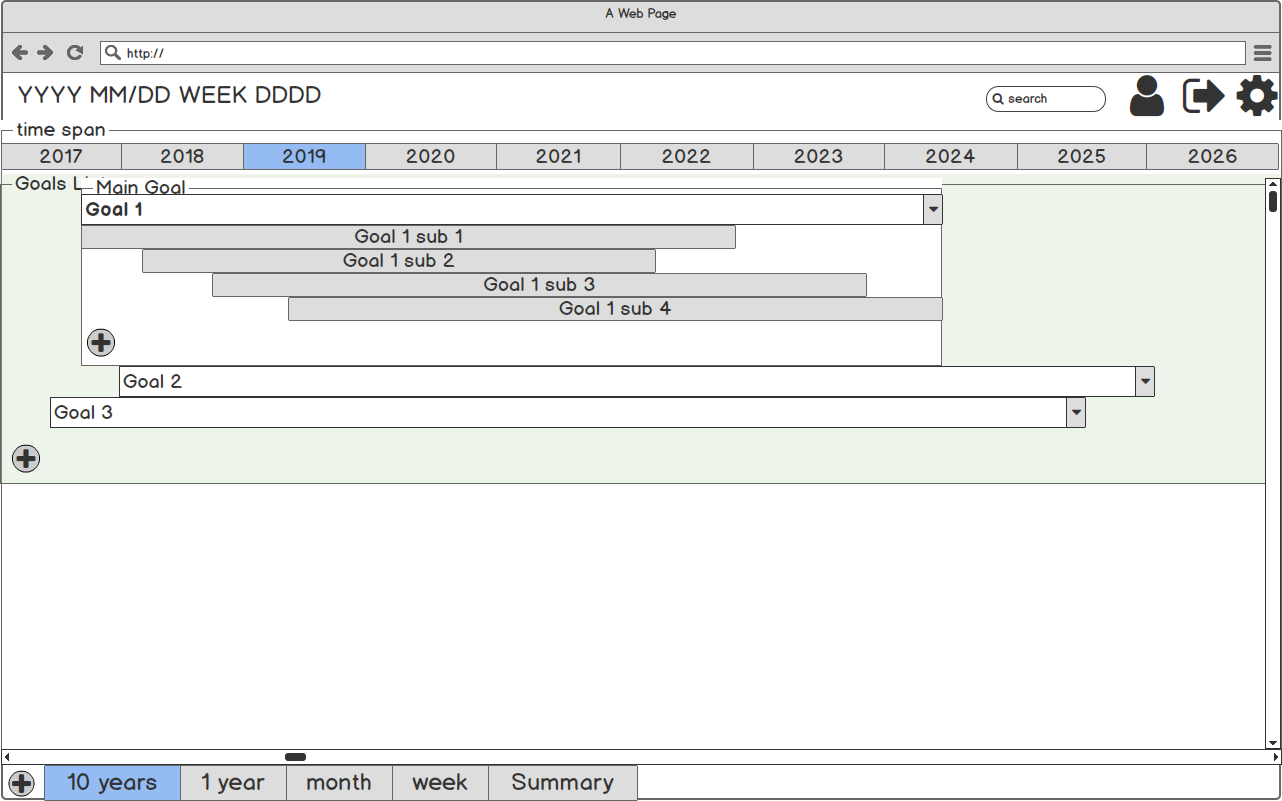 A Web Page
http://
YYYY MM/DD WEEK DDDD
search
time span
2017 2018 2019 2020 2021 2022 2023 2024 2025 2026
Goals Li
Main Goal
Goal 1
Goal 1 sub 1
Goal 1 sub 2
Goal 1 sub 3
Goal 1 sub 4
Goal 2
Goal 3
10 years 1 year month week Summary